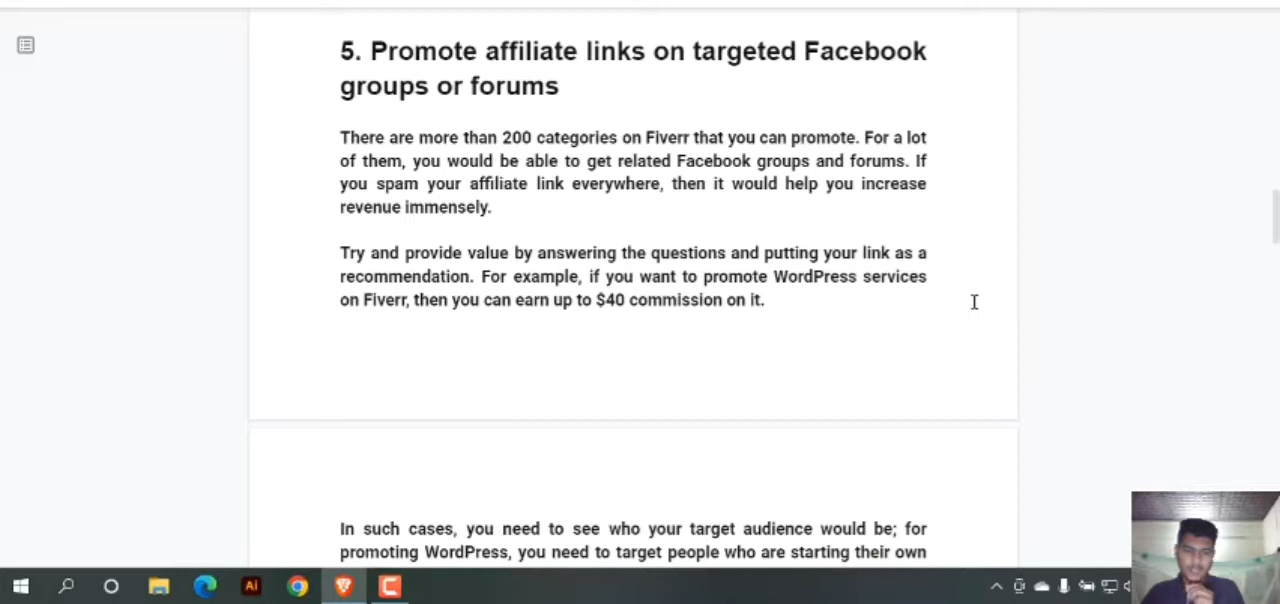 5. Promote affiliate links on targeted Facebook
groups or forums
There are more than 200 categories on Fiverr that you can promote. For a lot
of them, you would be able to get related Facebook groups and forums. If
you spam your affiliate link everywhere, then it would help you increase
revenue immensely.
Try and provide value by answering the questions and putting your link as a
recommendation. For example, if you want to promote WordPress services
on Fiverr, then you can earn up to $40 commission on it.
In such cases, you need to see who your target audience would be; for
promoting WordPress, you need to target people who are starting their own
Ai